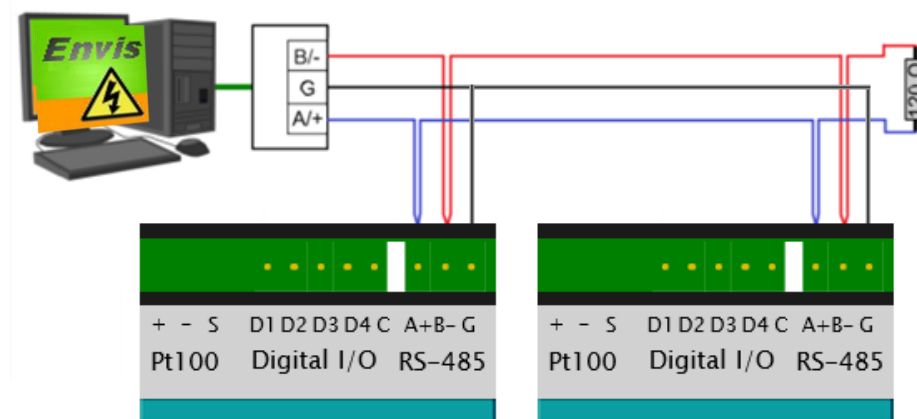 Envis
B/-
G
A/+
120 Ω
+ - S D1 D2 D3 D4 C A+B- G
Pt100 Digital I/O RS-485
+ - S D1 D2 D3 D4 C A+B- G
Pt100 Digital I/O RS-485